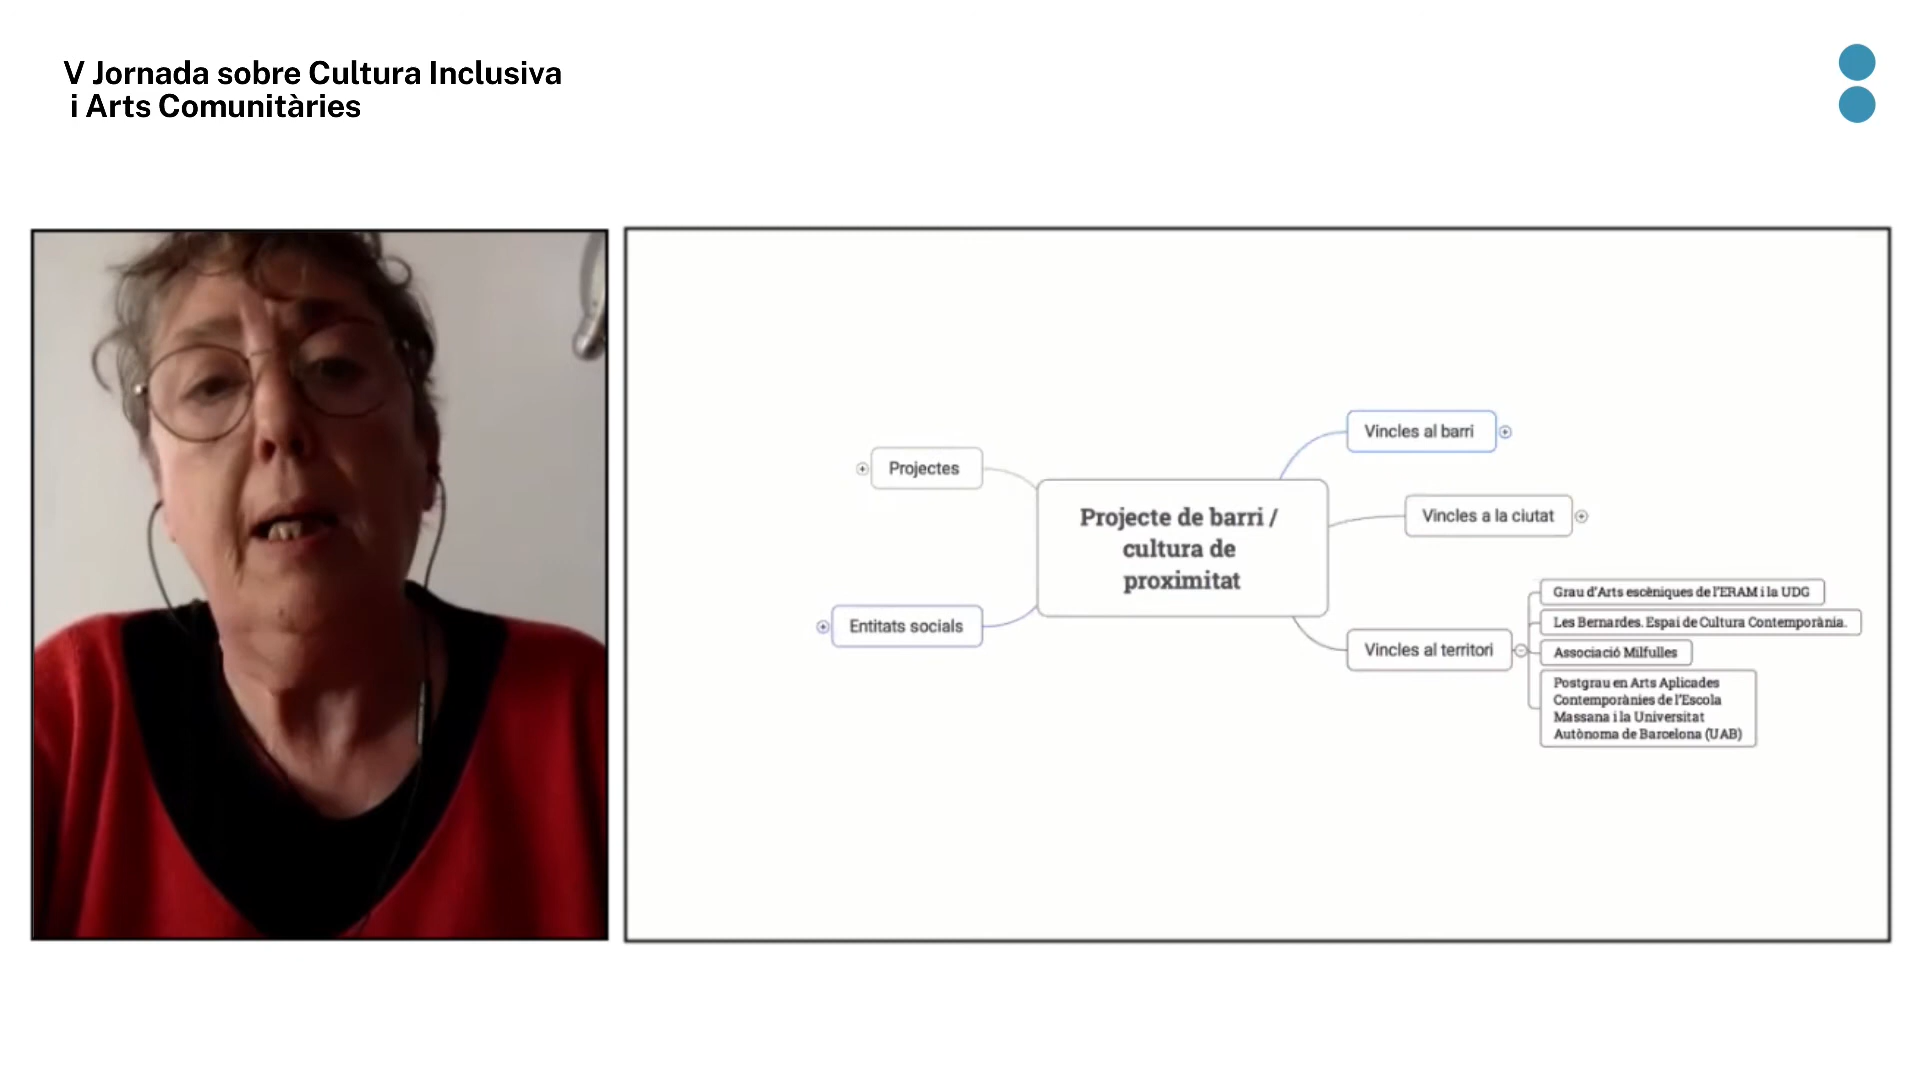 V Jornada sobre Cultura Inclusiva
i Arts Comunitàries
Projectes
Entitats socials
Projecte de barri /
cultura de
proximitat
Vincles al barri
Vincles a la ciutat
Vincles al territori
Grau d'Arts escèniques de l'ERAM i la UDG
Les Bernardes. Espai de Cultura Contemporània.
Associació Milfulles
Postgrau en Arts Aplicades
Contemporànies de l'Escola
Massana i la Universitat
Autònoma de Barcelona (UAB)